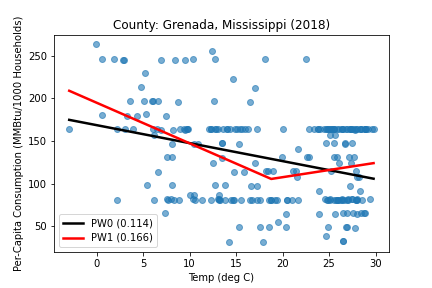 County: Grenada, Mississippi (2018)
Per-Capita Consumption (MMBtu/1000 Households)
250
200
150
100
50
PW0 (0.114)
PW1 (0.166)
0
5
10
15
20
25
30
Temp (deg C)